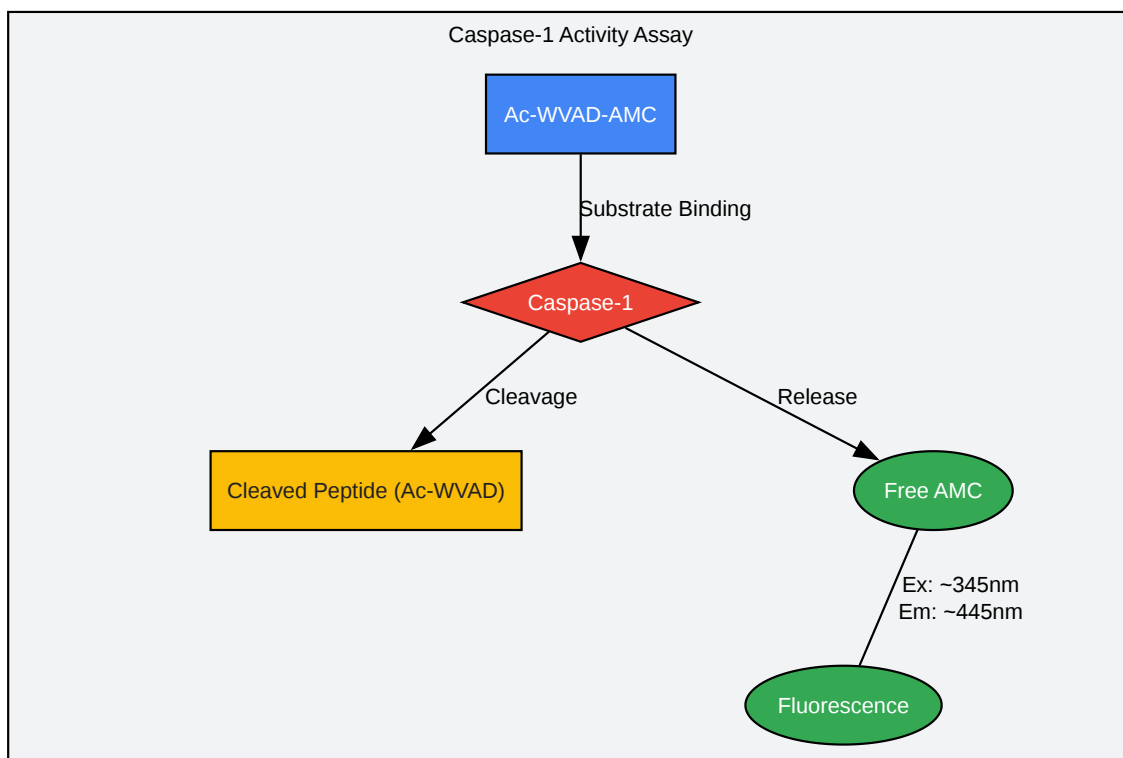 Caspase-1 Activity Assay
Ac-WVAD-AMC
Substrate Binding
Caspase-1
Cleavage
Release
Cleaved Peptide (Ac-WVAD)
Free AMC
Ex: ~345nm
Em: ~445nm
Fluorescence